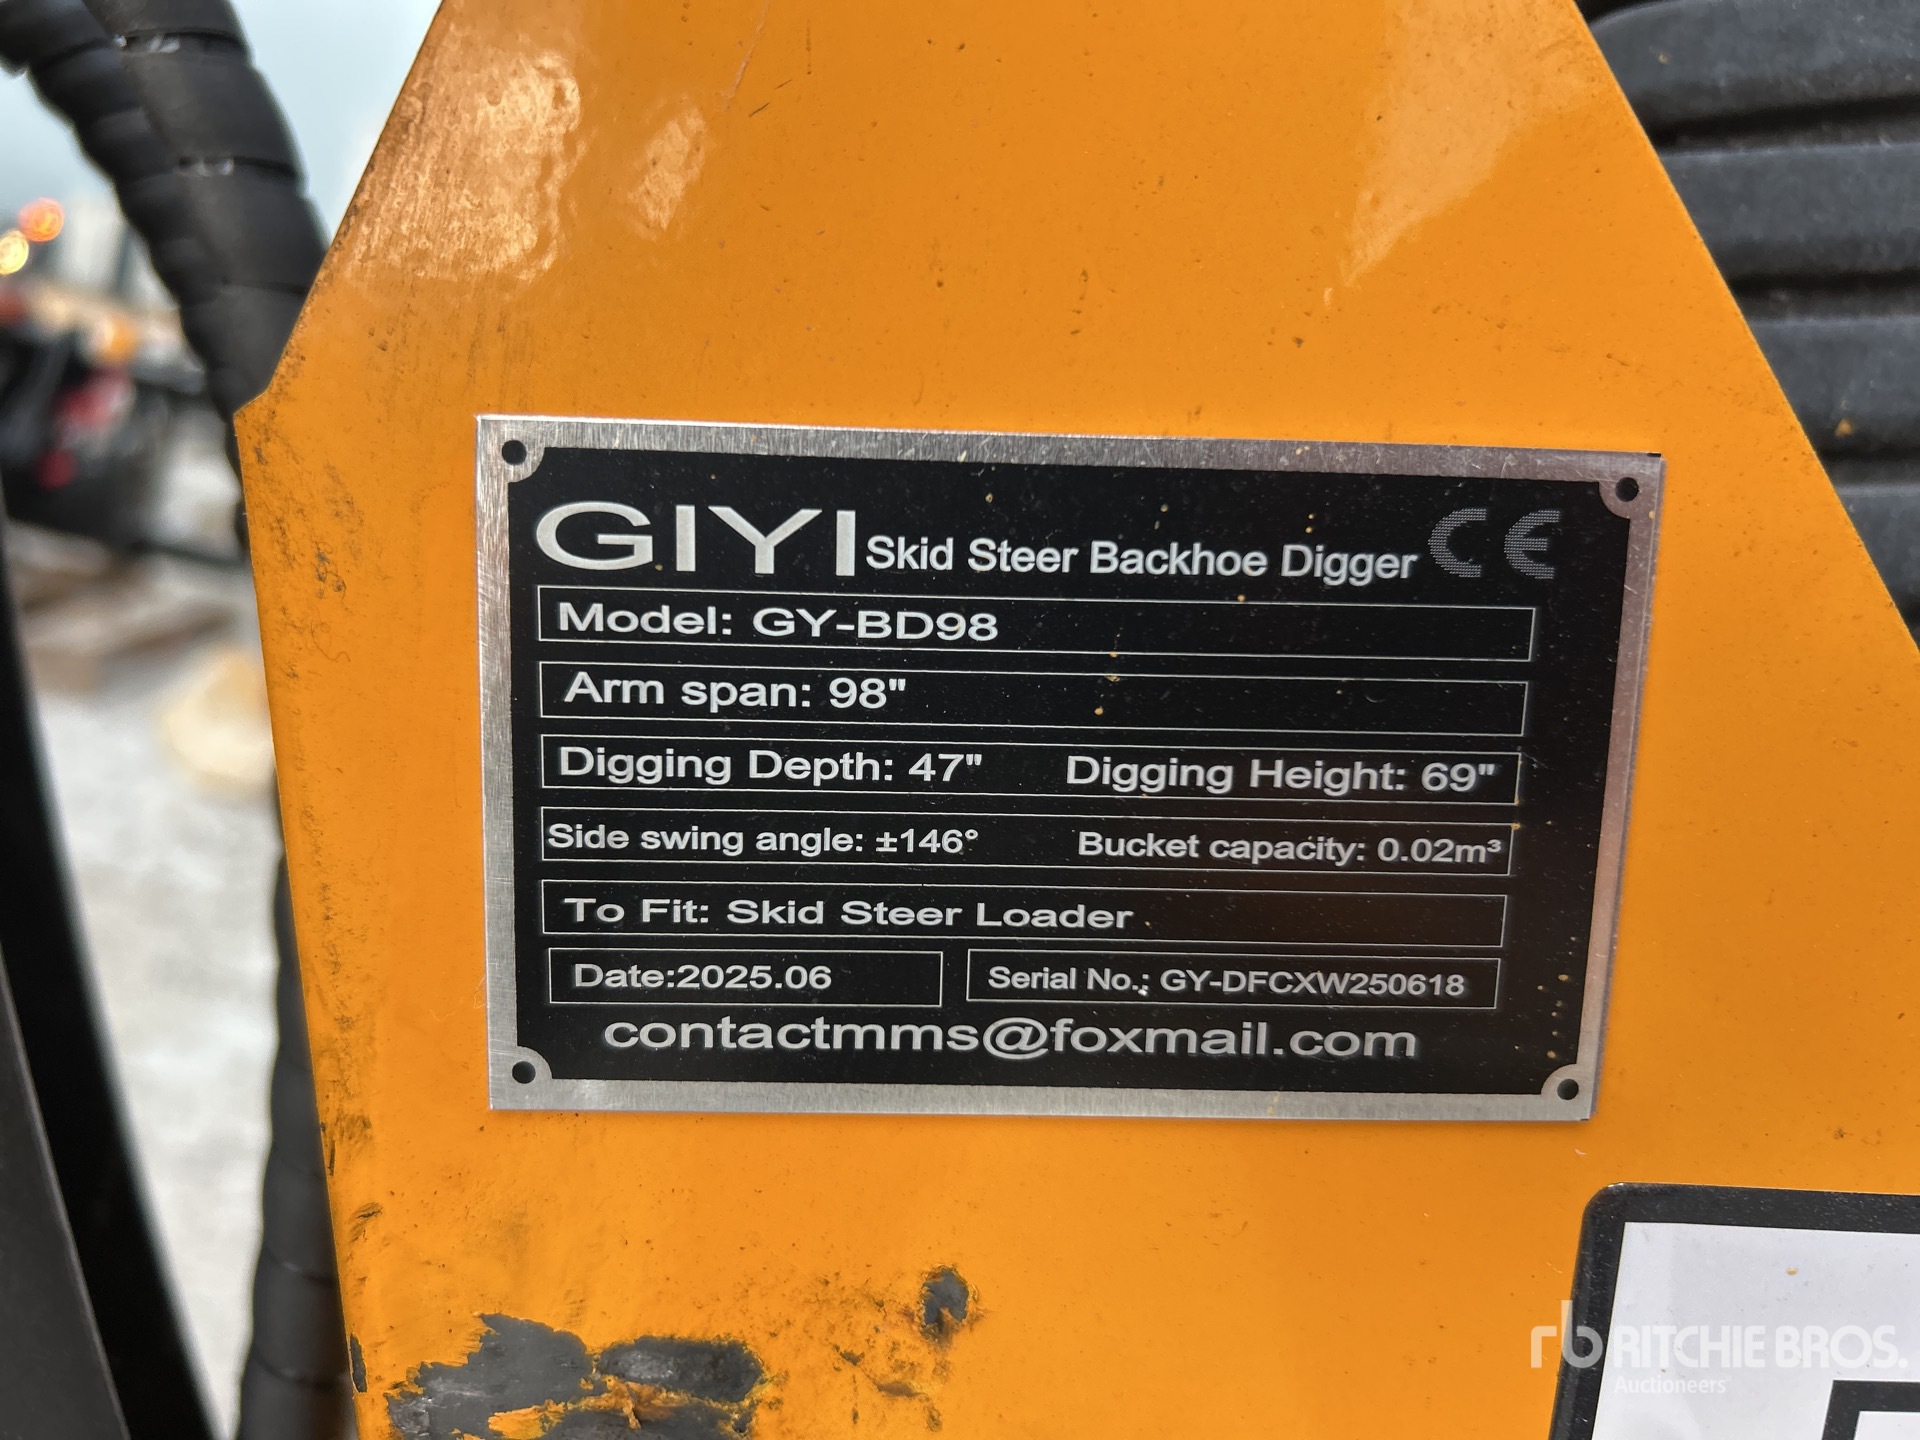 GIYI Skid Steer Backhoe Digger CE
Model: GY-BD98
Arm span: 98"
Digging Depth: 47" Digging Height: 69"
Side swing angle: ±146° Bucket capacity: 0.02m³
To Fit: Skid Steer Loader
Date:2025.06 Serial No.: GY-DFCXW250618
contactmms@foxmail.com
rb RITCHIE BROS.
Auctioneers